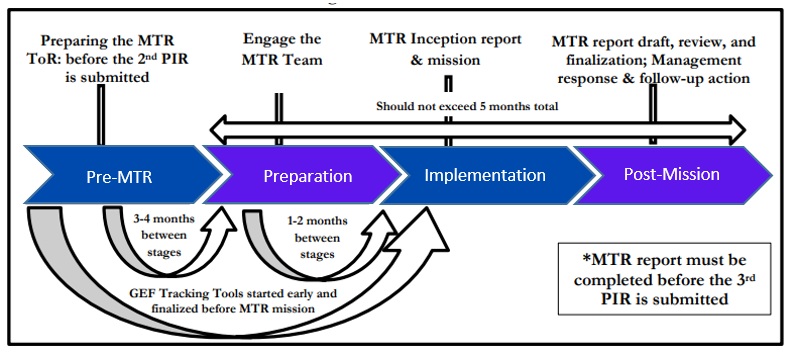 Preparing the MTR
ToR: before the 2nd PIR
is submitted
Engage the
MTR Team
MTR Inception report
& mission
MTR report draft, review, and
finalization; Management
response & follow-up action
Should not exceed 5 months total
Pre-MTR
Preparation
Implementation
Post-Mission
3-4 months
between
stages
1-2 months
between
stages
GEF Tracking Tools started early and
finalized before MTR mission
*MTR report must be
completed before the 3rd
PIR is submitted